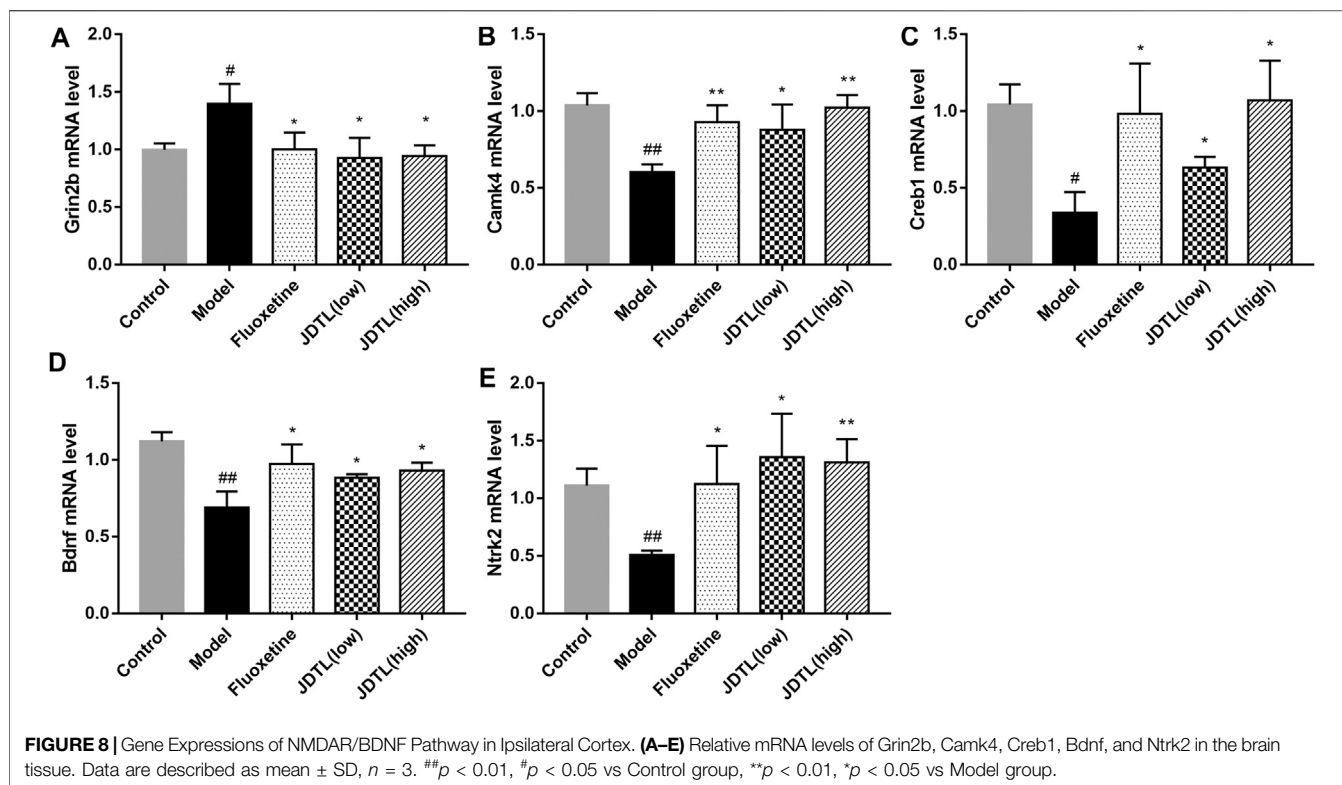 A
Grin2b mRNA level
2.0
1.5
1.0
0.5
0.0
#
*
*
*
Control
Model
Fluoxetine
JDTL(low)
JDTL(high)
B
Camk4 mRNA level
1.5
1.0
0.5
0.0
##
**
*
**
Control
Model
Fluoxetine
JDTL(low)
JDTL(high)
C
Creb1 mRNA level
1.5
1.0
0.5
0.0
#
*
*
*
Control
Model
Fluoxetine
JDTL(low)
JDTL(high)
D
Bdnf mRNA level
1.5
1.0
0.5
0.0
##
*
*
*
Control
Model
Fluoxetine
JDTL(low)
JDTL(high)
E
Ntrk2 mRNA level
2.0
1.5
1.0
0.5
0.0
##
*
*
**
Control
Model
Fluoxetine
JDTL(low)
JDTL(high)
FIGURE 8 | Gene Expressions of NMDAR/BDNF Pathway in Ipsilateral Cortex. (A–E) Relative mRNA levels of Grin2b, Camk4, Creb1, Bdnf, and Ntrk2 in the brain
tissue. Data are described as mean ± SD, n = 3. ##p < 0.01, #p < 0.05 vs Control group, **p < 0.01, *p < 0.05 vs Model group.